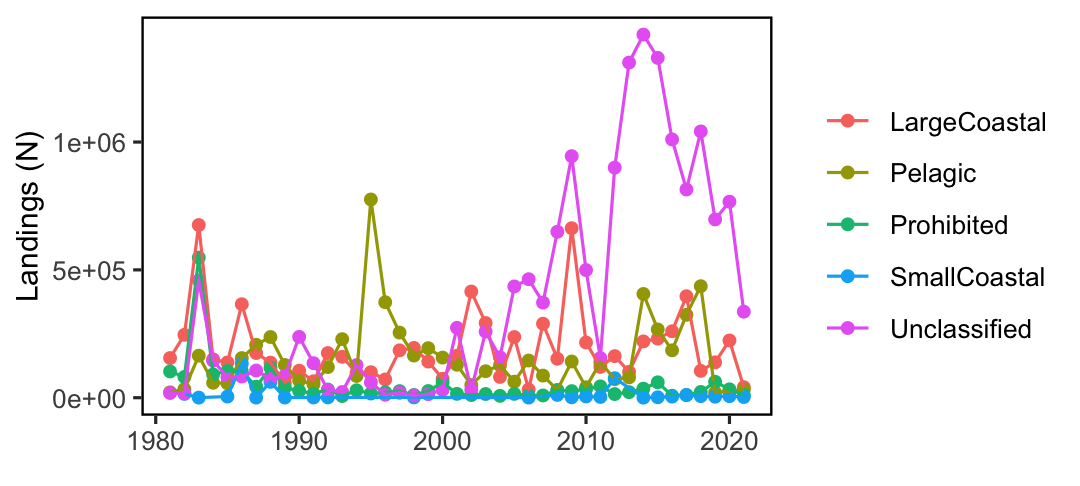 Landings (N)
1e+06
5e+05
0e+00
1980
1990
2000
2010
2020
LargeCoastal
Pelagic
Prohibited
SmallCoastal
Unclassified